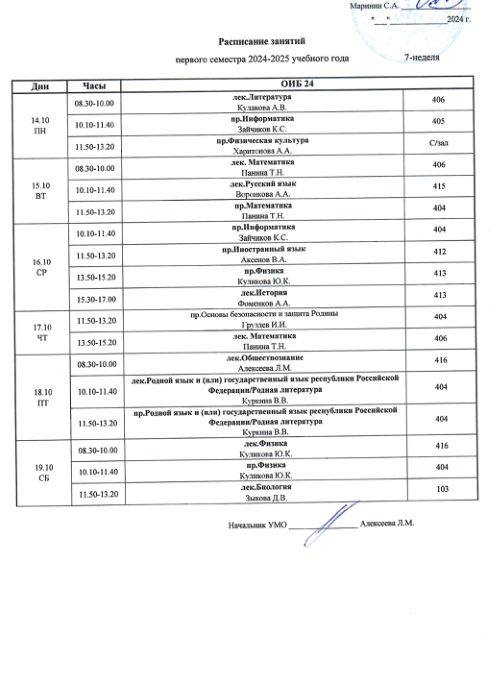 Маринин С.А.
"___"______________2024 г.
Расписание занятий
первого семестра 2024-2025 учебного года 7-неделя
Дни Часы ОИБ 24
14.10
ПН
08.30-10.00 лек.Литература 406
Кулакова А.В.
10.10-11.40 пр.Информатика 405
Зайчиков К.С.
11.50-13.20 пр.Физическая культура С/зал
Харитонова А.А.
15.10
ВТ
08.30-10.00 лек. Математика 406
Панина Т.Н.
10.10-11.40 лек.Русский язык 415
Воронкова А.А.
11.50-13.20 пр.Математика 404
Панина Т.Н.
16.10
СР
10.10-11.40 пр.Информатика 404
Зайчиков К.С.
11.50-13.20 пр.Иностранный язык 412
Аксенов В.А.
13.50-15.20 пр.Физика 413
Куликова Ю.К.
15.30-17.00 лек.История 413
Фоменков А.А.
17.10
ЧТ
11.50-13.20 пр.Основы безопасности и защита Родины 404
Груздев И.И.
13.50-15.20 лек. Математика 406
Панина Т.Н.
18.10
ПТ
08.30-10.00 лек.Обществознание 416
Алексеева Л.М.
10.10-11.40 лек.Родной язык и (или) государственный язык республики Российской
Федерации/Родная литература 404
Куркина В.В.
11.50-13.20 пр.Родной язык и (или) государственный язык республики Российской
Федерации/Родная литература 404
Куркина В.В.
19.10
СБ
08.30-10.00 лек.Физика 416
Куликова Ю.К.
10.10-11.40 пр.Физика 404
Куликова Ю.К.
11.50-13.20 лек.Биология 103
Зыкова Д.В.
Начальник УМО ________________ Алексеева Л.М.